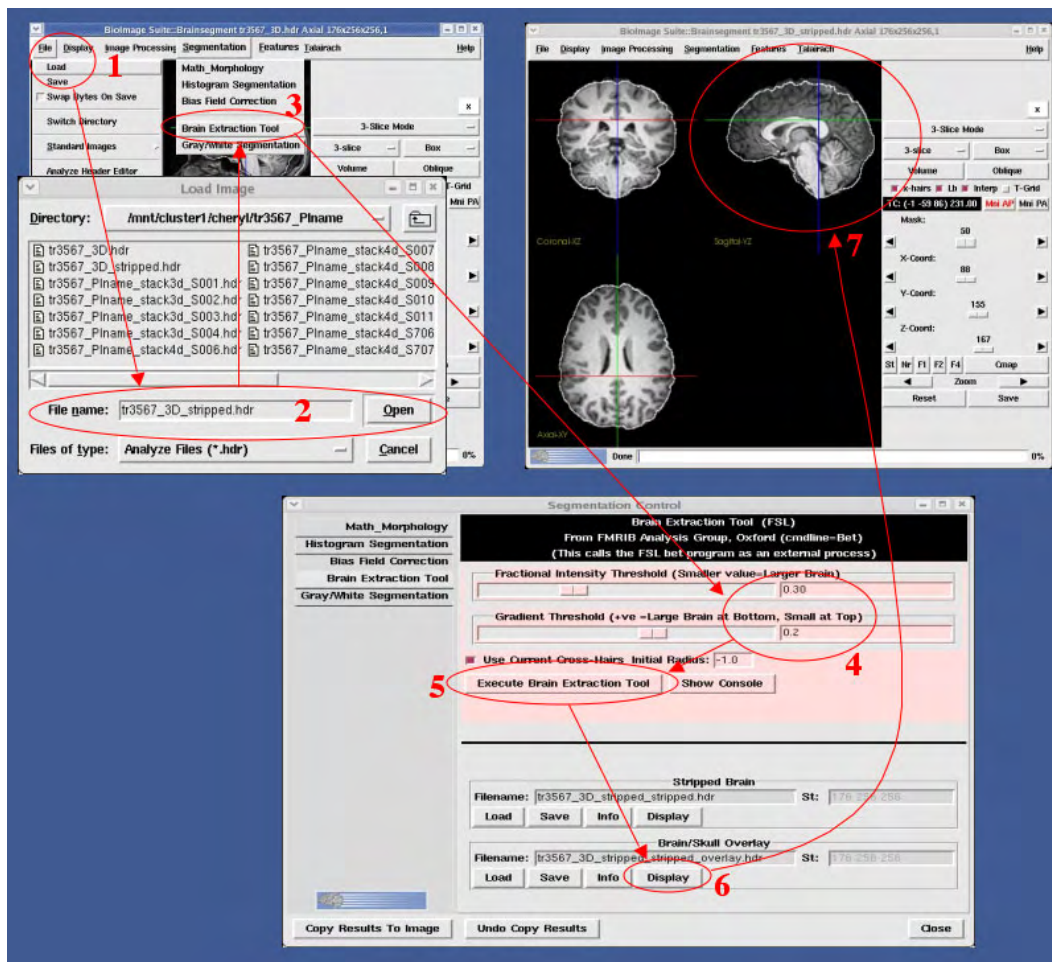 BioImage Suite::Brainsegment tr3567_3D.hdr Axial 176x256x256,1
File Display Image Processing Segmentation Features Talairach Help
Load
Save
Swap Bytes On Save
Switch Directory
Standard Images
Analyze Header Editor
1
Math_Morphology
Histogram Segmentation
Bias Field Correction
3
Brain Extraction Tool
Gray/White Segmentation
x
3-Slice Mode
3-slice Box
Volume Oblique
T-Grid
Mni PA
0%
Load Image
Directory: /mnt/cluster1/cheryl/tr3567_Plname
tr3567_3D.hdr tr3567_Plname_stack4d_S007
tr3567_3D_stripped.hdr tr3567_Plname_stack4d_S008
tr3567_Plname_stack3d_S001.hdr tr3567_Plname_stack4d_S009
tr3567_Plname_stack3d_S002.hdr tr3567_Plname_stack4d_S010
tr3567_Plname_stack3d_S003.hdr tr3567_Plname_stack4d_S011
tr3567_Plname_stack3d_S004.hdr tr3567_Plname_stack4d_S706
tr3567_Plname_stack4d_S006.hdr tr3567_Plname_stack4d_S707
File name: tr3567_3D_stripped.hdr 2 Open
Files of type: Analyze Files (*.hdr) Cancel
BioImage Suite::Brainsegment tr3567_3D_stripped.hdr Axial 176x256x256,1
File Display Image Processing Segmentation Features Talairach Help
x
3-Slice Mode
3-slice Box
Volume Oblique
x-hairs Lb Interp T-Grid
TC: (-1 -59 86) 231.00 Mni AP Mni PA
Mask:
50
X-Coord:
88
Y-Coord:
155
Z-Coord:
167
St Nr F1 F2 F4 Cmap
Zoom
Reset Save
Coronal-XZ
Sagittal-YZ
7
Axial-XY
Done 0%
Segmentation Control
Math_Morphology
Histogram Segmentation
Bias Field Correction
Brain Extraction Tool
Gray/White Segmentation
Brain Extraction Tool (FSL)
From FMRIB Analysis Group, Oxford (cmdline=Bet)
(This calls the FSL bet program as an external process)
Fractional Intensity Threshold (Smaller value=Larger Brain)
0.30
Gradient Threshold (+ve =Large Brain at Bottom, Small at Top)
0.2
4
Use Current Cross-Hairs Initial Radius: -1.0
5 Execute Brain Extraction Tool Show Console
Stripped Brain
Filename: tr3567_3D_stripped_stripped.hdr St: 176 256 256
Load Save Info Display
Brain/Skull Overlay
Filename: tr3567_3D_stripped_stripped_overlay.hdr St: 176 256 256
Load Save Info Display 6
Copy Results To Image Undo Copy Results Close